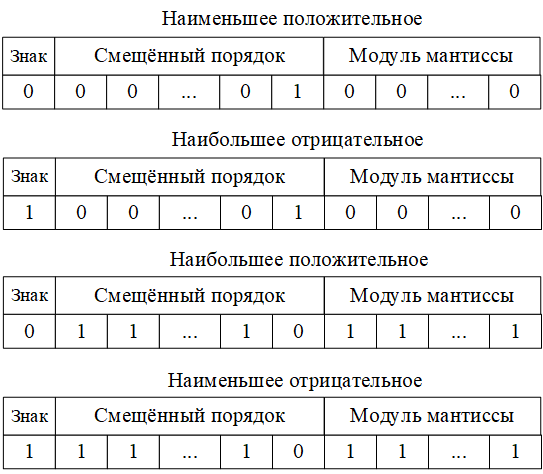 Наименьшее положительное
Знак Смещённый порядок Модуль мантиссы
0 0 0 ... 0 1 0 0 ... 0
Наибольшее отрицательное
Знак Смещённый порядок Модуль мантиссы
1 0 0 ... 0 1 0 0 ... 0
Наибольшее положительное
Знак Смещённый порядок Модуль мантиссы
0 1 1 ... 1 0 1 1 ... 1
Наименьшее отрицательное
Знак Смещённый порядок Модуль мантиссы
1 1 1 ... 1 0 1 1 ... 1